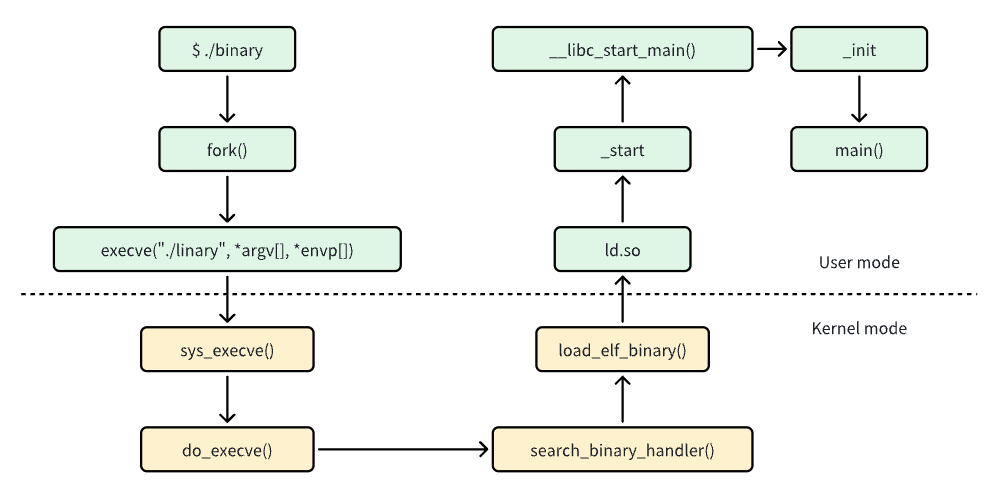 $ ./binary
fork()
execve("./linary", *argv[], *envp[])
sys_execve()
do_execve()
search_binary_handler()
load_elf_binary()
ld.so
_start
__libc_start_main()
_init
main()
User mode
Kernel mode